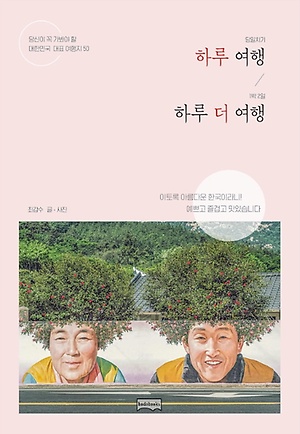 당신이 꼭 가봐야 할
대한민국 대표 여행지 50
당일치기
하루 여행
/
1박 2일
하루 더 여행
이토록 아름다운 한국이라니!
예쁘고 즐겁고 맛있습니다
최갑수 글·사진